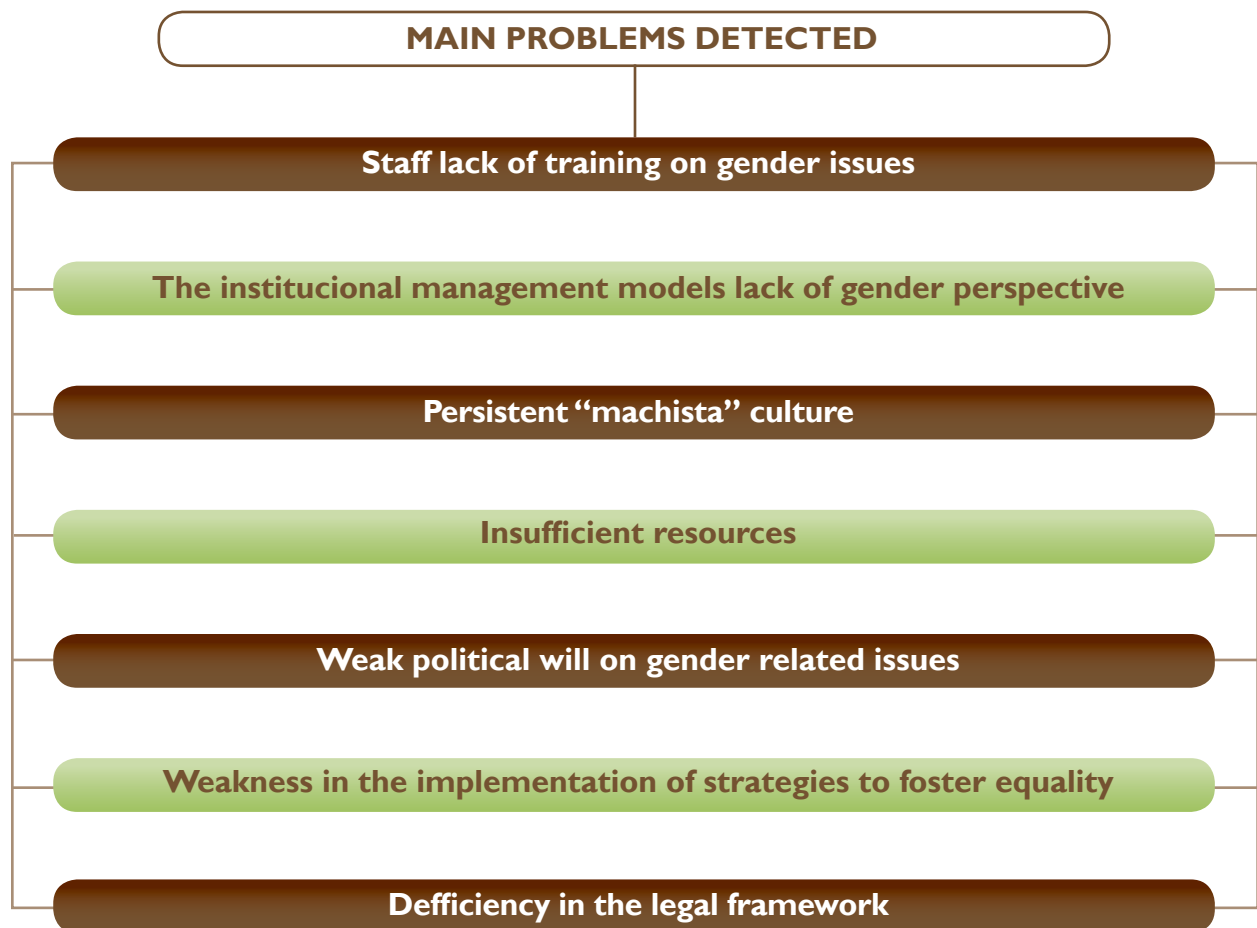 MAIN PROBLEMS DETECTED
Staff lack of training on gender issues
The institucional management models lack of gender perspective
Persistent “machista” culture
Insufficient resources
Weak political will on gender related issues
Weakness in the implementation of strategies to foster equality
Defficiency in the legal framework